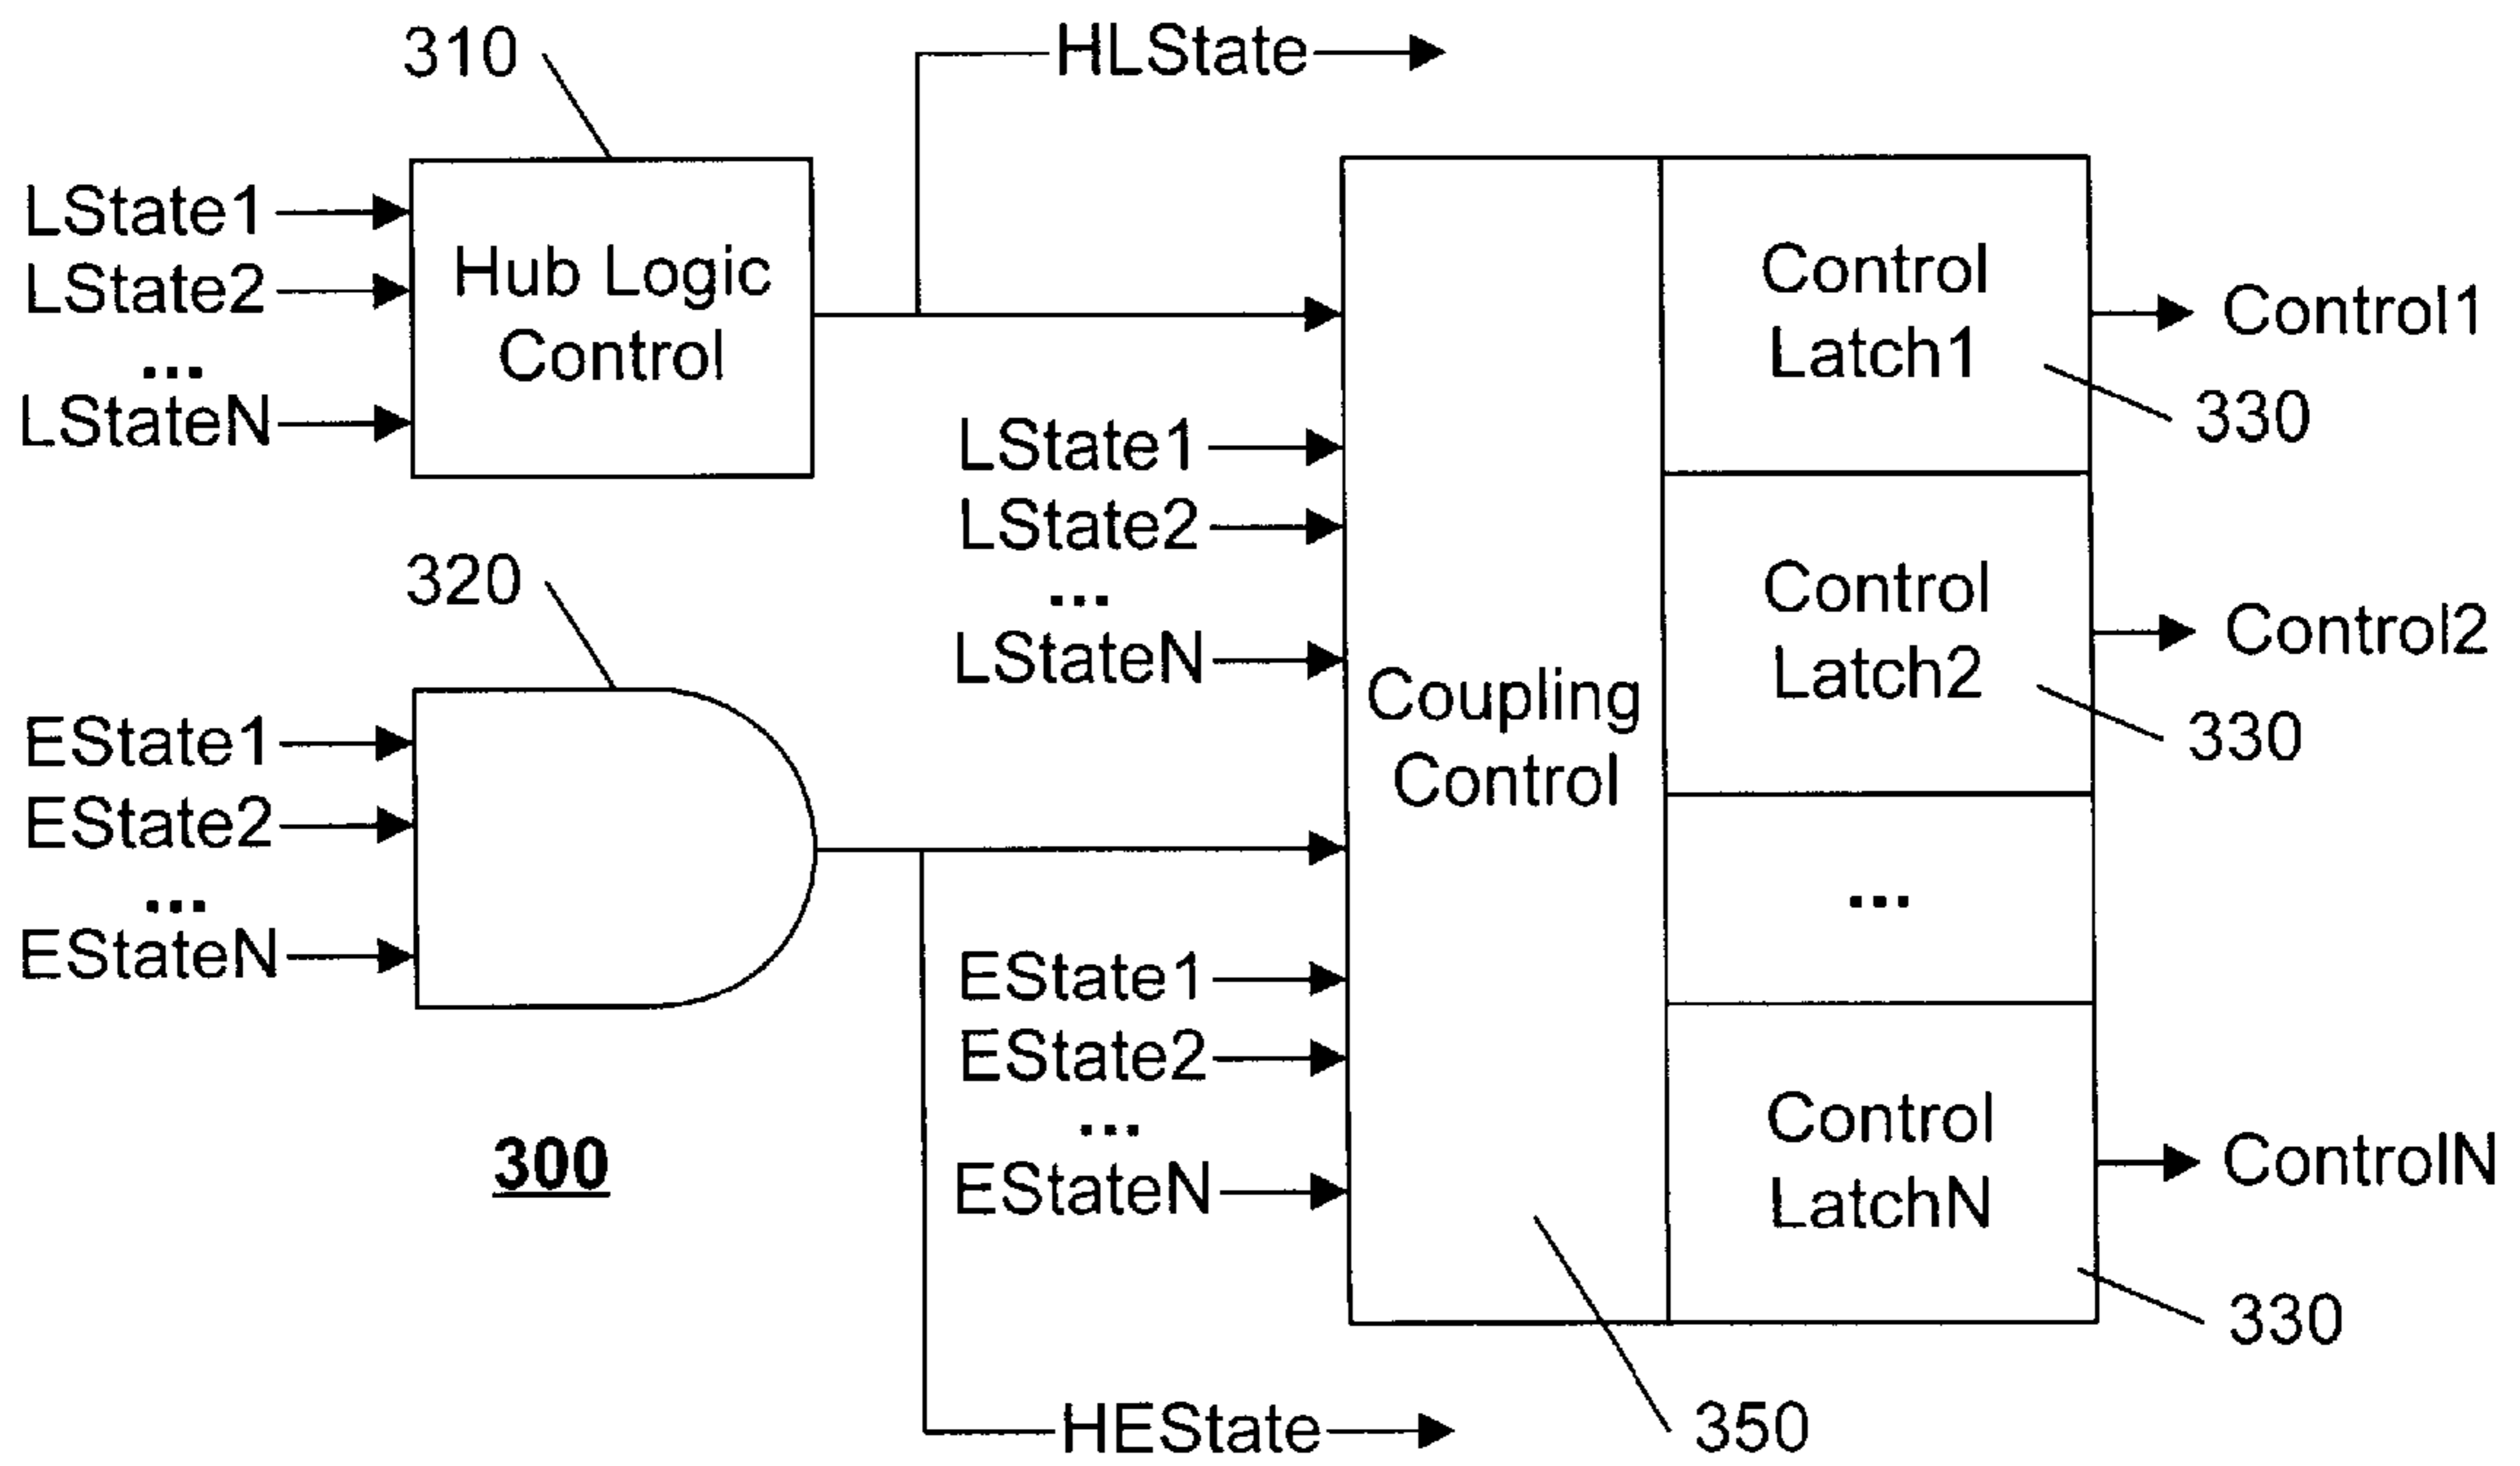 310
HLState
LState1
LState2
...
LStateN
Hub Logic
Control
LState1
LState2
...
LStateN
320
EState1
EState2
...
EStateN
EState1
EState2
...
EStateN
300
HEState
Coupling
Control
350
Control
Latch1
Control1
330
Control
Latch2
Control2
330
...
Control
LatchN
ControlN
330